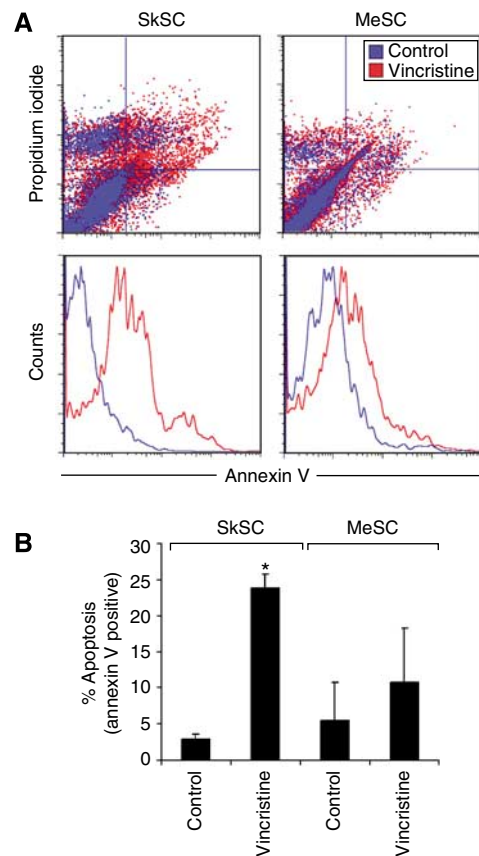 A
SkSC
MeSC
Control
Vincristine
Propidium iodide
Counts
Annexin V
B
SkSC
MeSC
% Apoptosis
(annexin V positive)
30
25
20
15
10
5
0
*
Control
Vincristine
Control
Vincristine